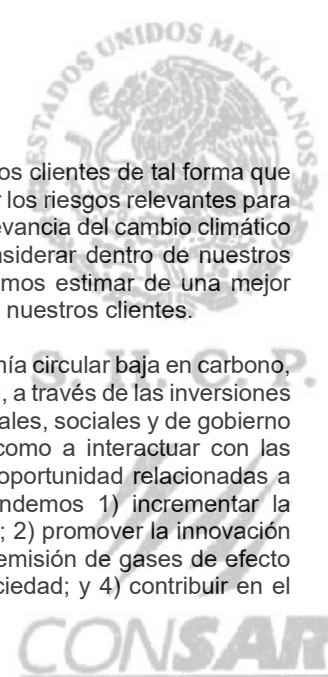 ESTADOS UNIDOS MEXICANOS
os clientes de tal forma que
r los riesgos relevantes para
evancia del cambio climático
nsiderar dentro de nuestros
mos estimar de una mejor
nuestros clientes.
mía circular baja en carbono,
, a través de las inversiones
ales, sociales y de gobierno
como a interactuar con las
oportunidad relacionadas a
ndemos 1) incrementar la
; 2) promover la innovación
emisión de gases de efecto
ciedad; y 4) contribuir en el
S. H. C. P.
CONSAR